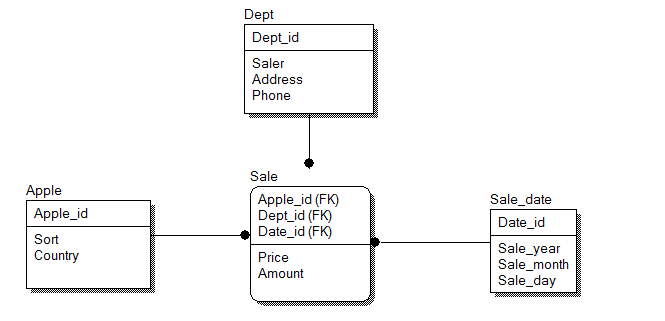 Dept
Dept_id
Saler
Address
Phone
Apple
Apple_id
Sort
Country
Sale
Apple_id (FK)
Dept_id (FK)
Date_id (FK)
Price
Amount
Sale_date
Date_id
Sale_year
Sale_month
Sale_day